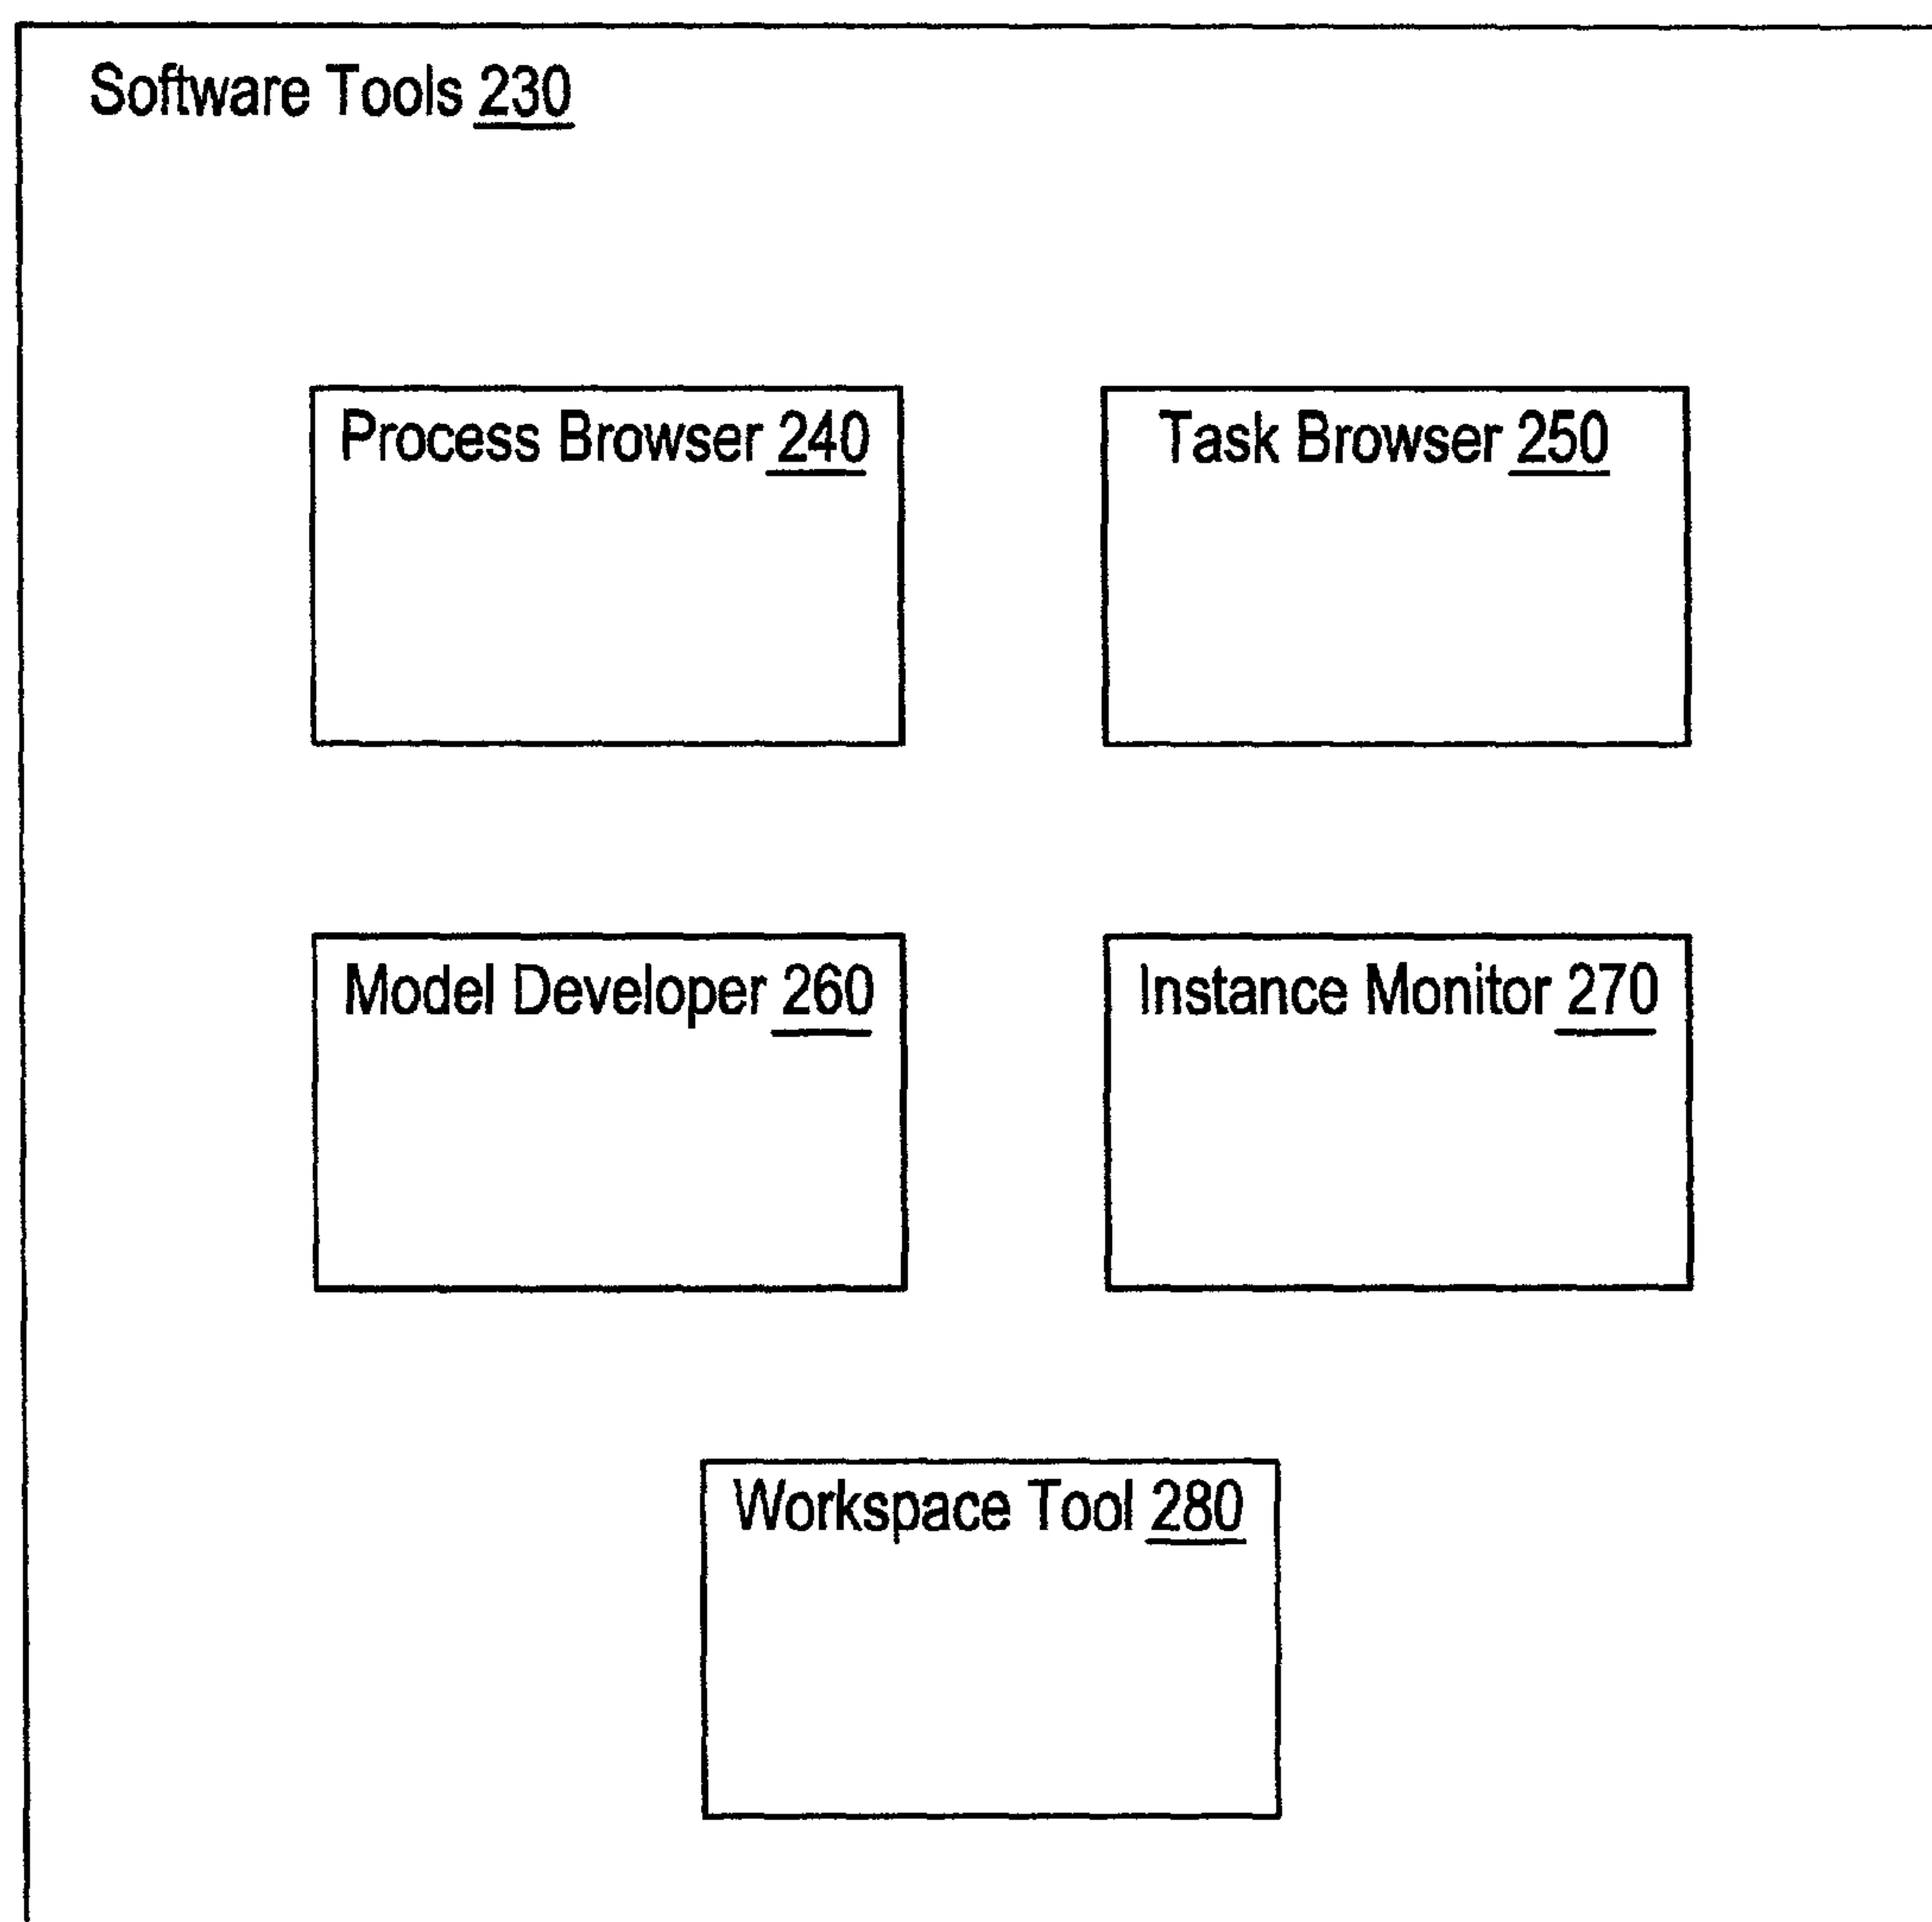 Software Tools 230
Process Browser 240
Task Browser 250
Model Developer 260
Instance Monitor 270
Workspace Tool 280